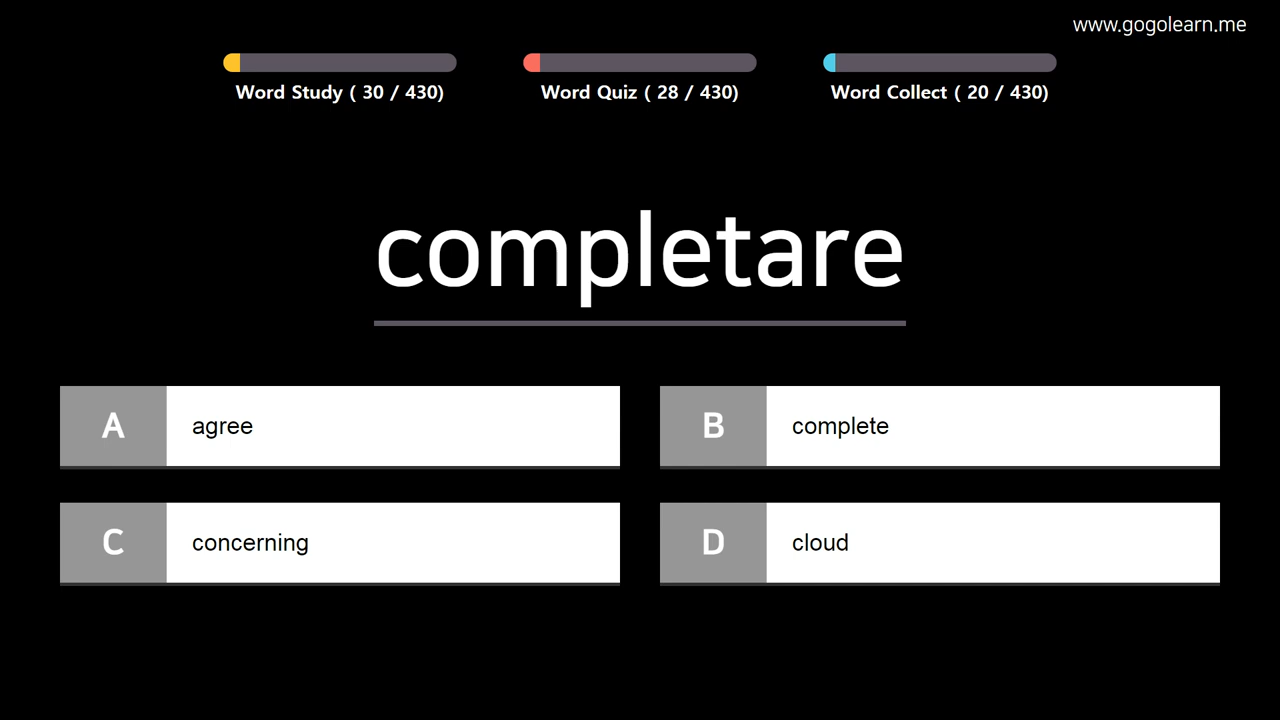 www.gogolearn.me
Word Study ( 30 / 430)
Word Quiz ( 28 / 430)
Word Collect ( 20 / 430)
completare
A agree
B complete
C concerning
D cloud